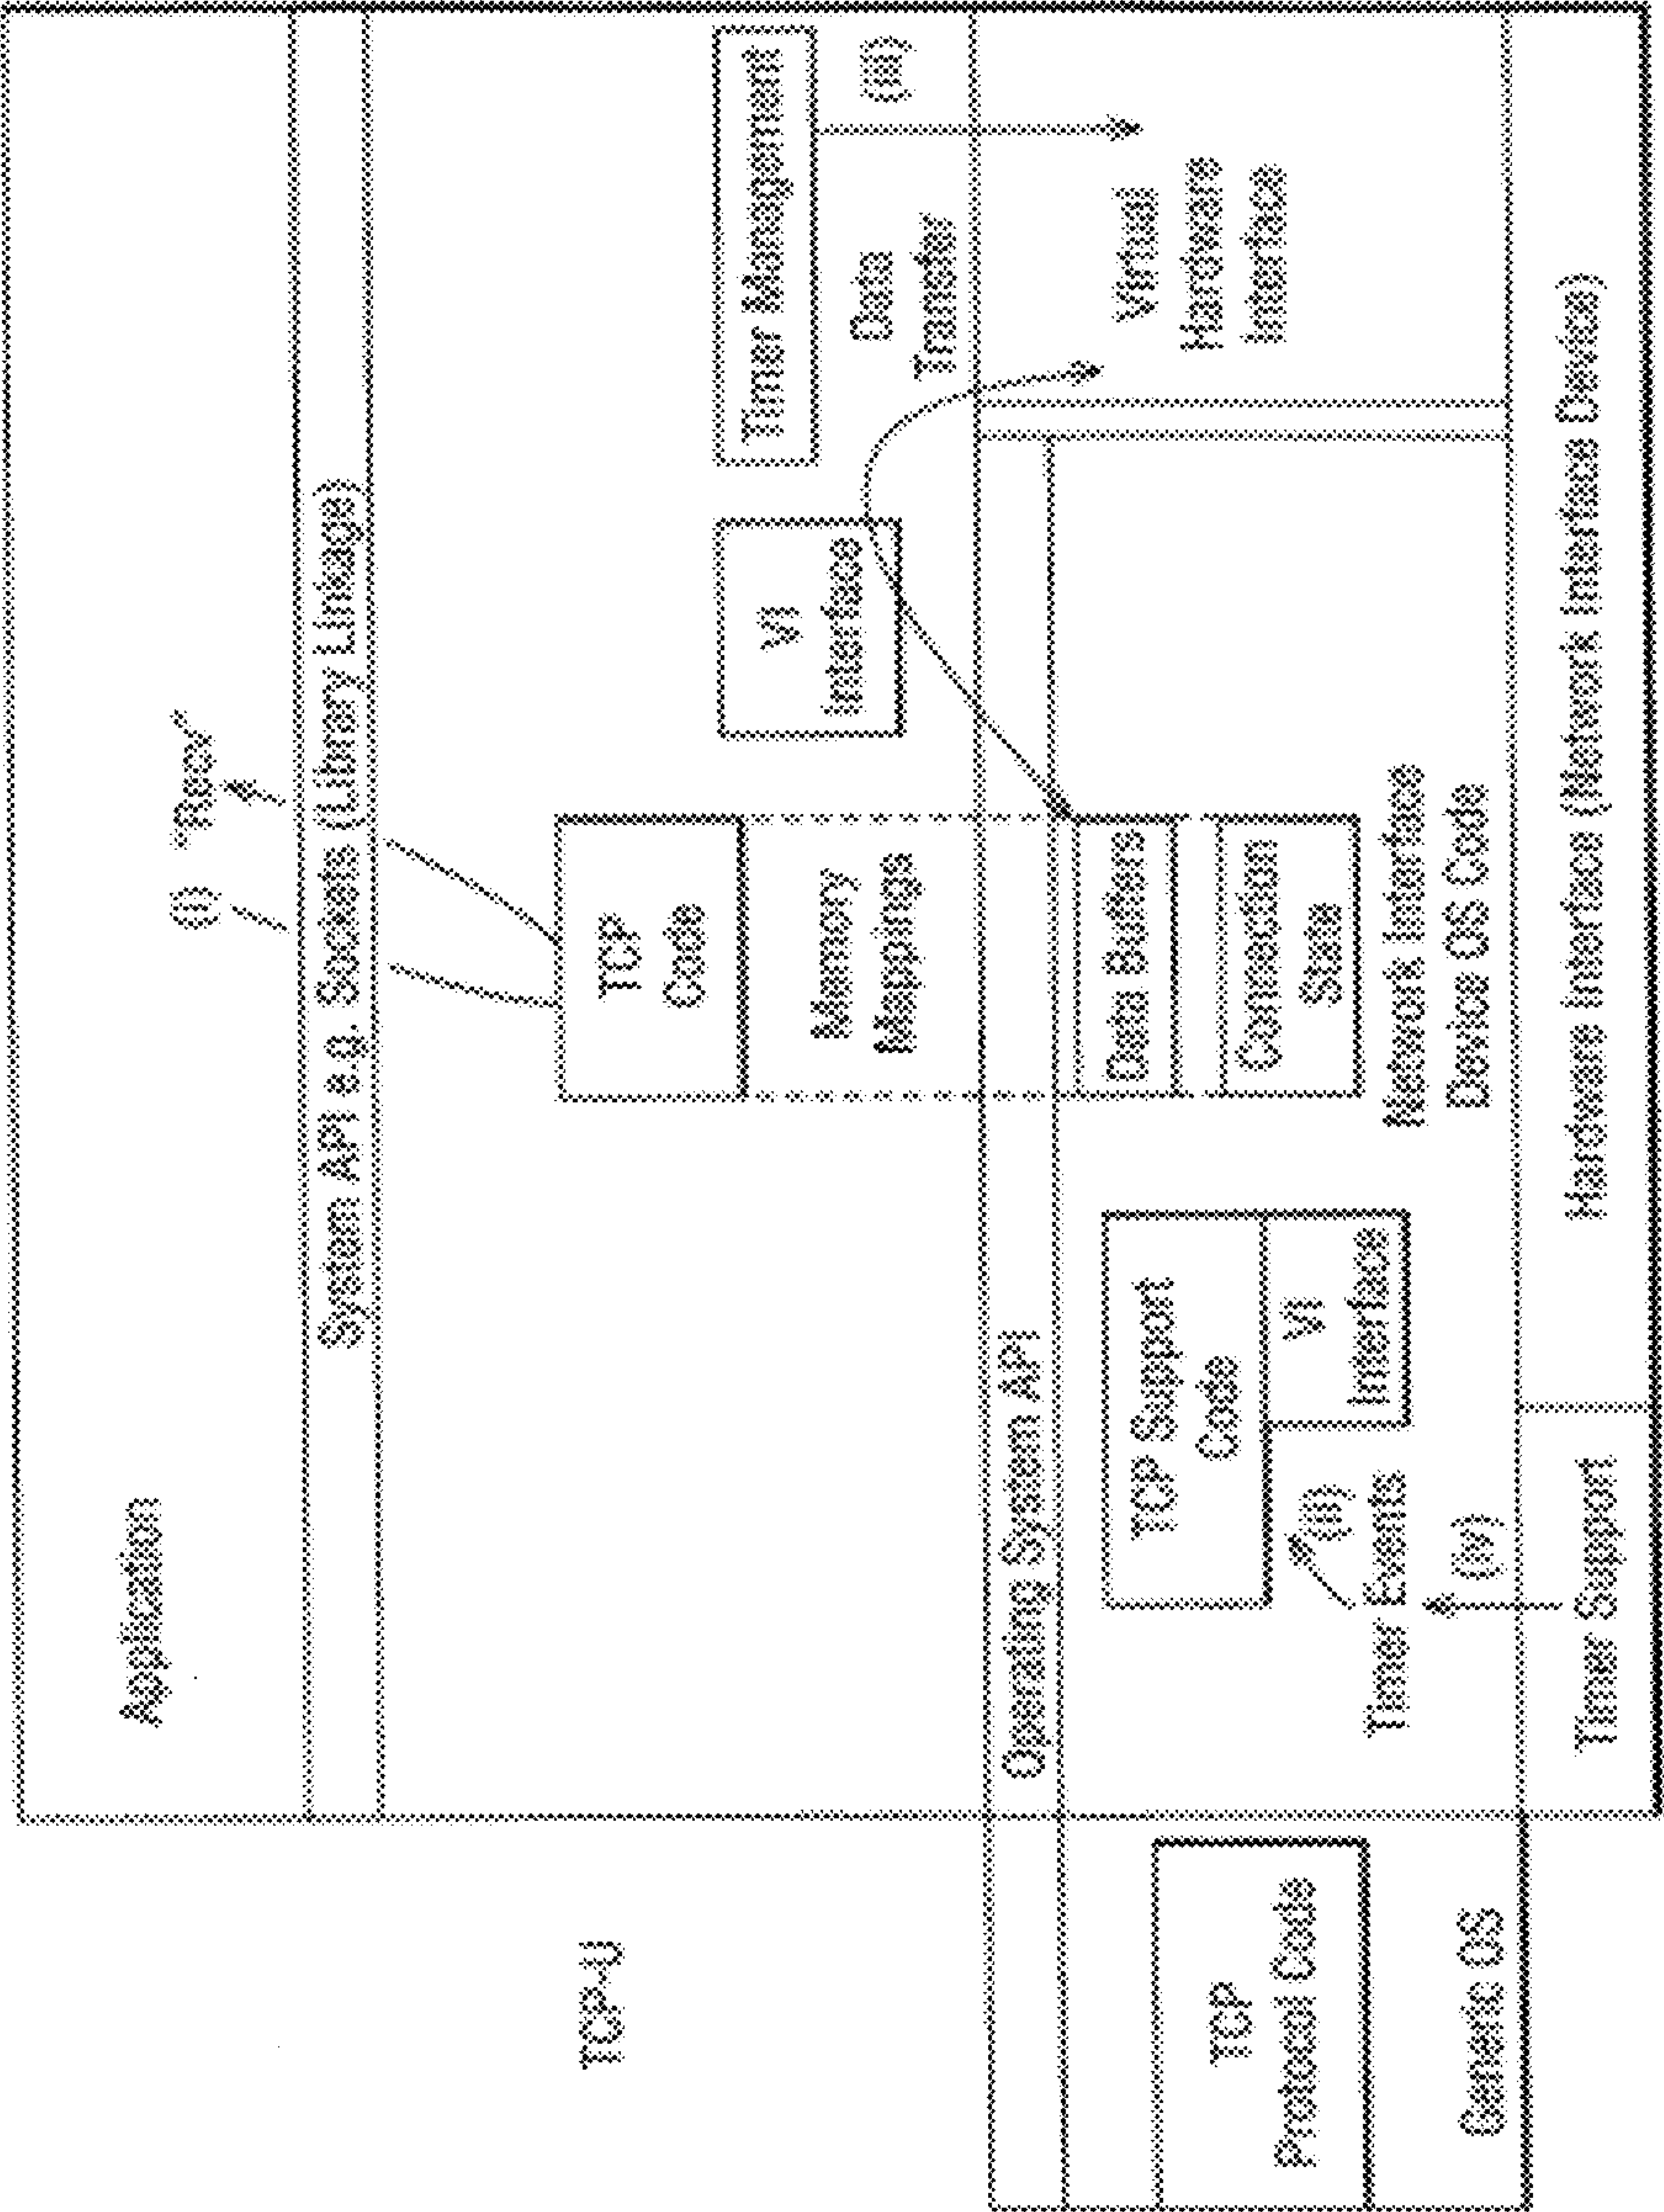 Application
(i) "Recv"
System API e.g. Sockets (Library Linkage)
TCP-U
TCP
Code
Memory
Mappings
VI
Interface
Timer Management
Data
Transfer
(iii)
Operating System API
TCP
Protocol Code
Generic OS
TCP Support
Code
VI
Interface
(ii)
Timer Events
(iv)
Data Buffers
Connection
State
Network Interface
Device OS Code
Virtual
Hardware
Interface
Timer Support
Hardware Interface (Network Interface Device)